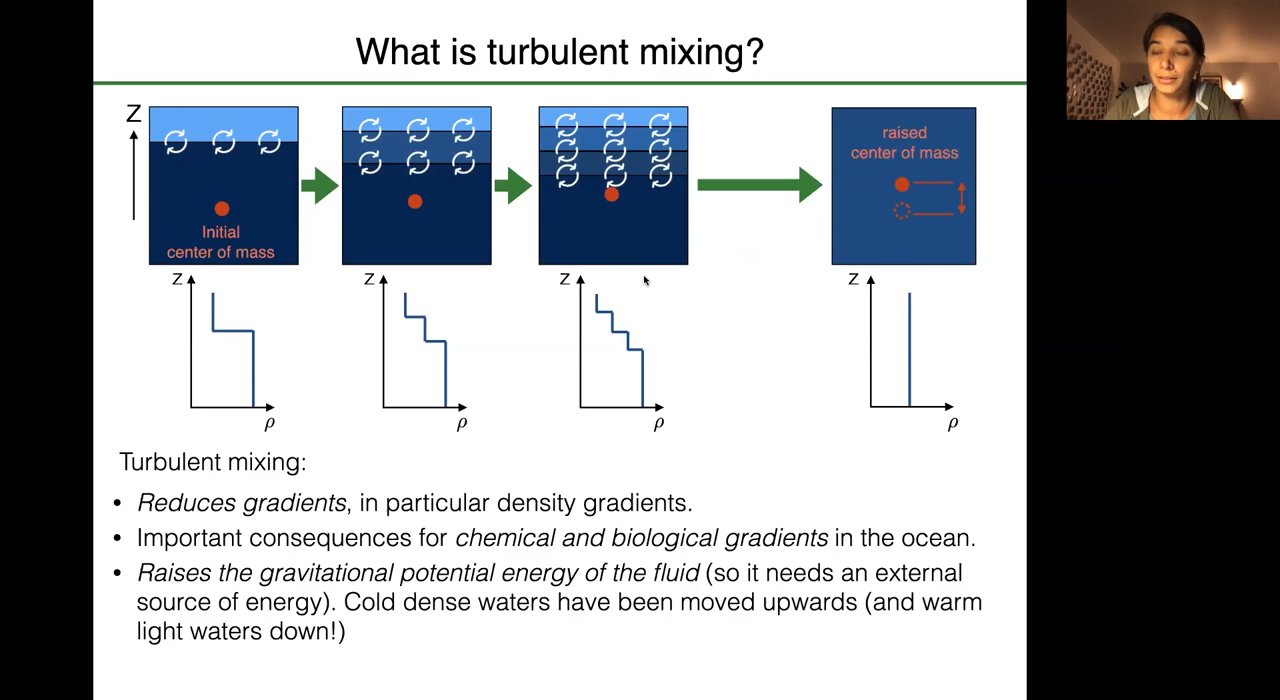 What is turbulent mixing?
Z
Initial
center of mass
raised
center of mass
z
z
z
z
ρ
ρ
ρ
ρ
Turbulent mixing:
• Reduces gradients, in particular density gradients.
• Important consequences for chemical and biological gradients in the ocean.
• Raises the gravitational potential energy of the fluid (so it needs an external
source of energy). Cold dense waters have been moved upwards (and warm
light waters down!)